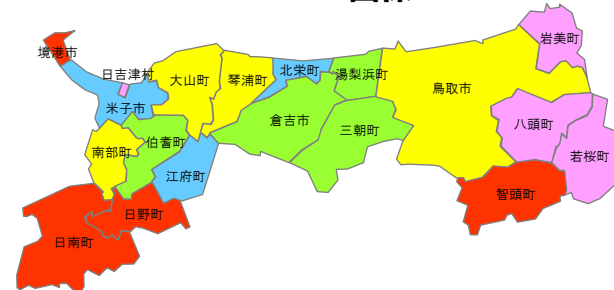 岩美町
境港市
日吉津村
大山町
琴浦町
北栄町
湯梨浜町
鳥取市
米子市
倉吉市
三朝町
八頭町
南部町
伯耆町
若桜町
江府町
智頭町
日野町
日南町